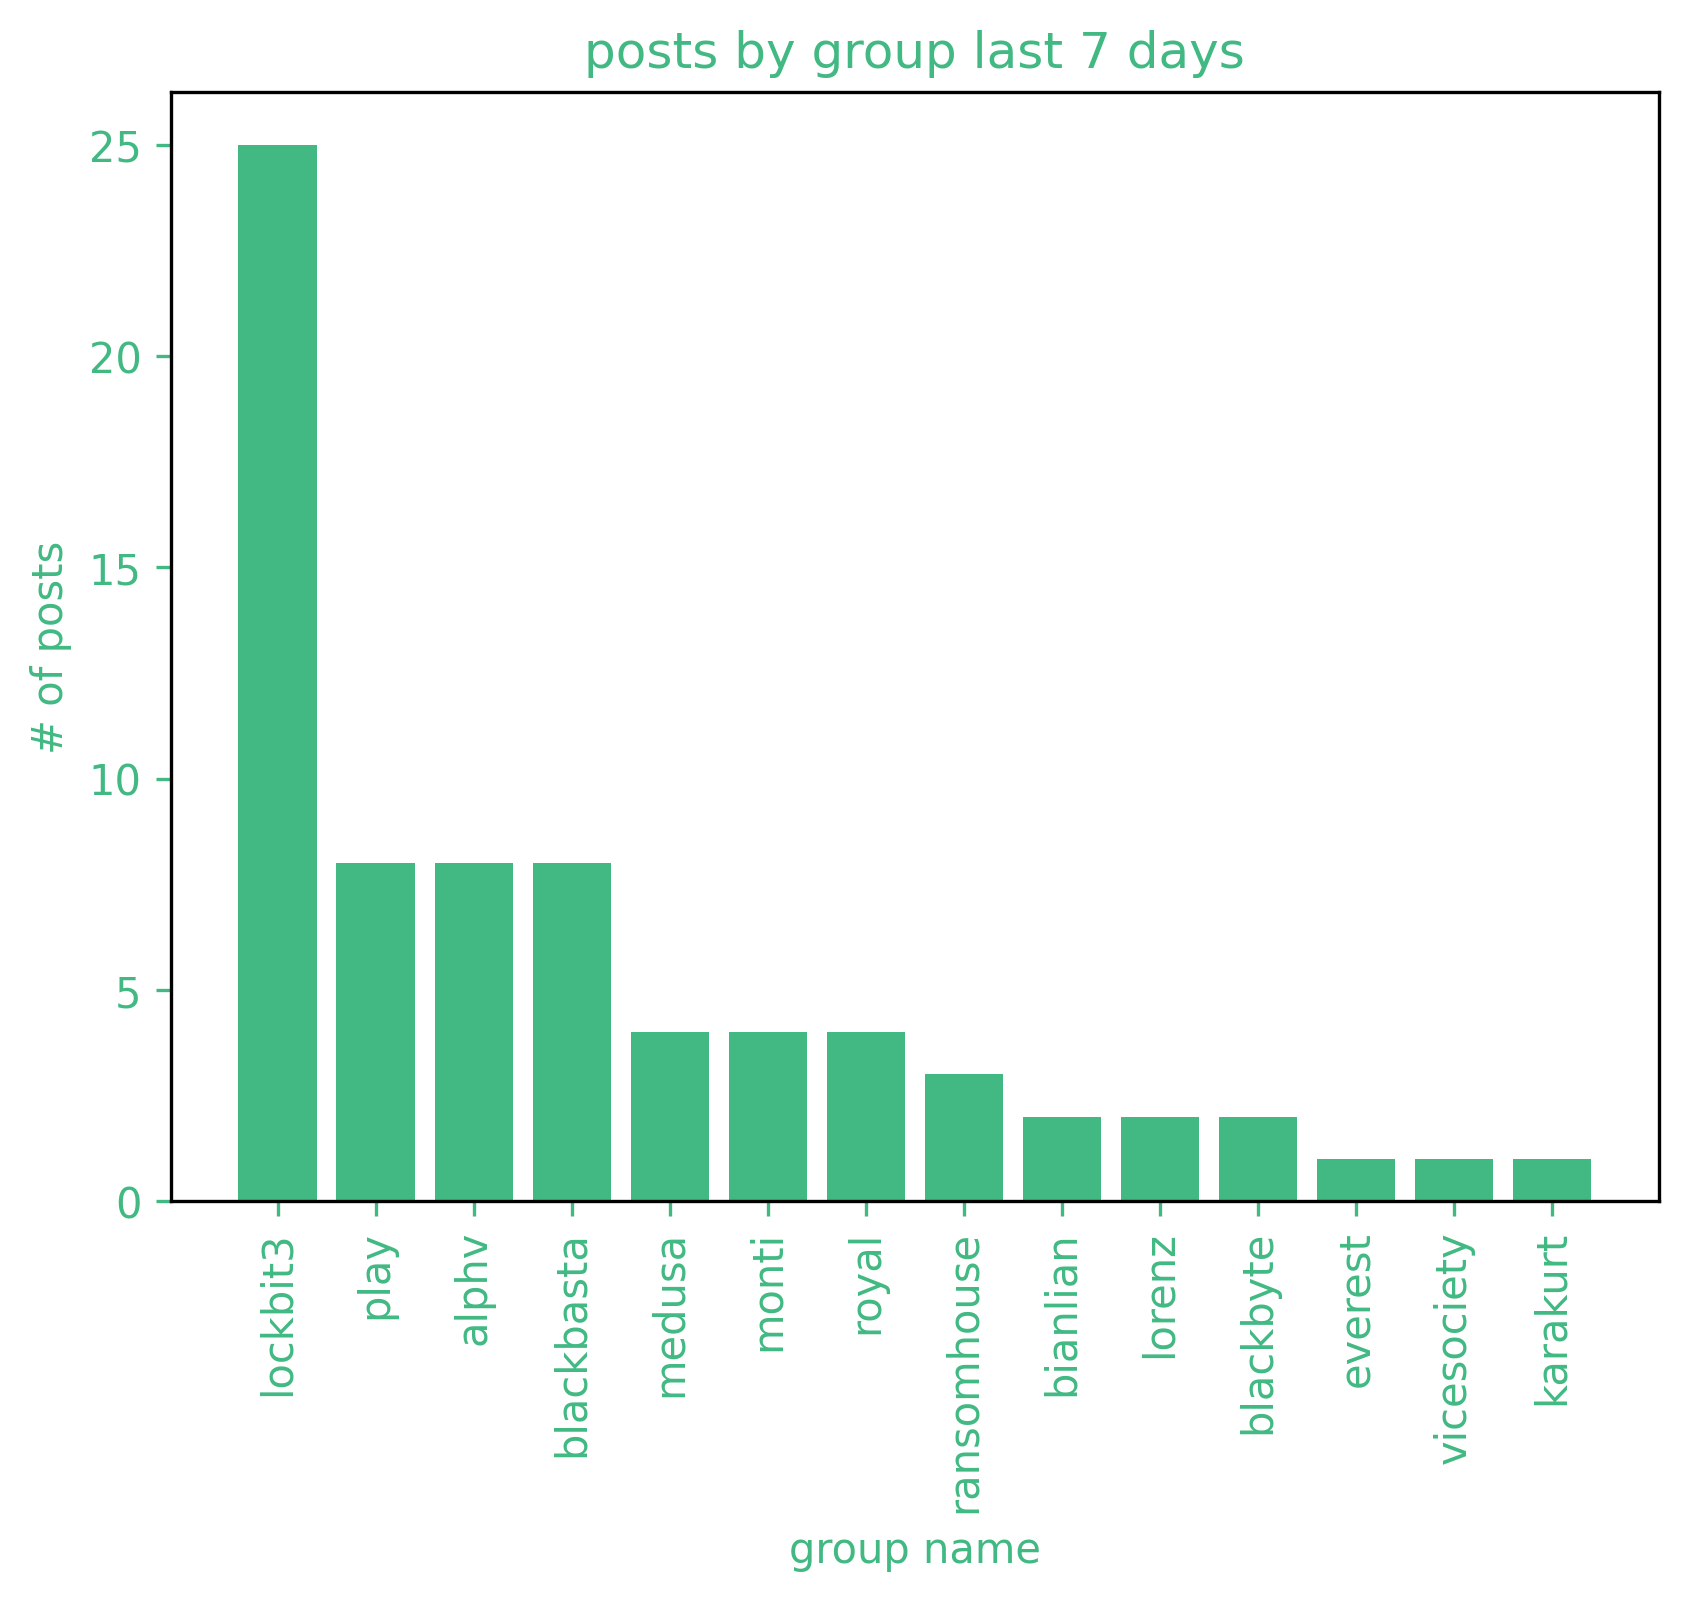 posts by group last 7 days
# of posts
25
20
15
10
5
0
lockbit3
play
alphv
blackbasta
medusa
monti
royal
ransomhouse
bianlian
lorenz
blackbyte
everest
vicesociety
karakurt
group name